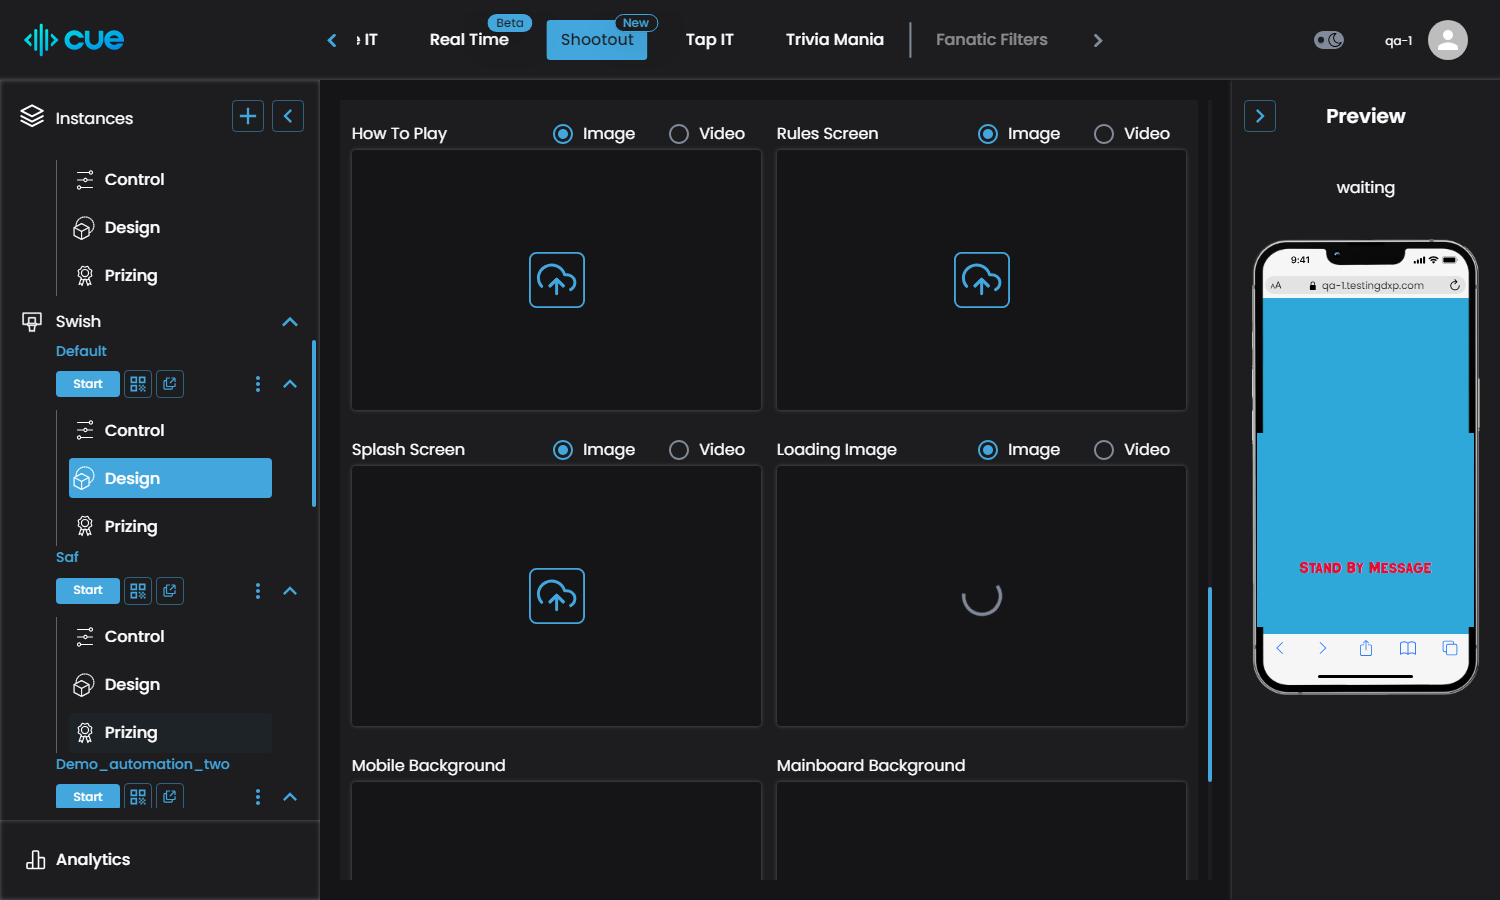 cue
IT
Real Time
Beta
Shootout
New
Tap IT
Trivia Mania
Fanatic Filters
qa-1
Instances
Control
Design
Prizing
Swish
Default
Start
Control
Design
Prizing
Saf
Start
Control
Design
Prizing
Demo_automation_two
Start
Analytics
How To Play
Image
Video
Rules Screen
Image
Video
Splash Screen
Image
Video
Loading Image
Image
Video
Mobile Background
Mainboard Background
Preview
waiting
9:41
AA
qa-1.testingdxp.com
Stand By Message